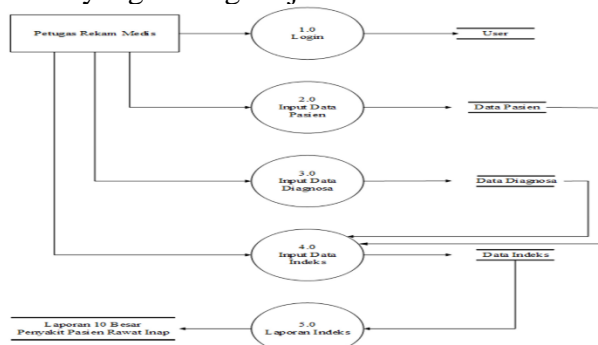 Petugas Rekam Medis
1.0
Login
User
2.0
Input Data
Pasien
Data Pasien
3.0
Input Data
Diagnosa
Data Diagnosa
4.0
Input Data
Indeks
Data Indeks
5.0
Laporan Indeks
Laporan 10 Besar
Penyakit Pasien Rawat Inap